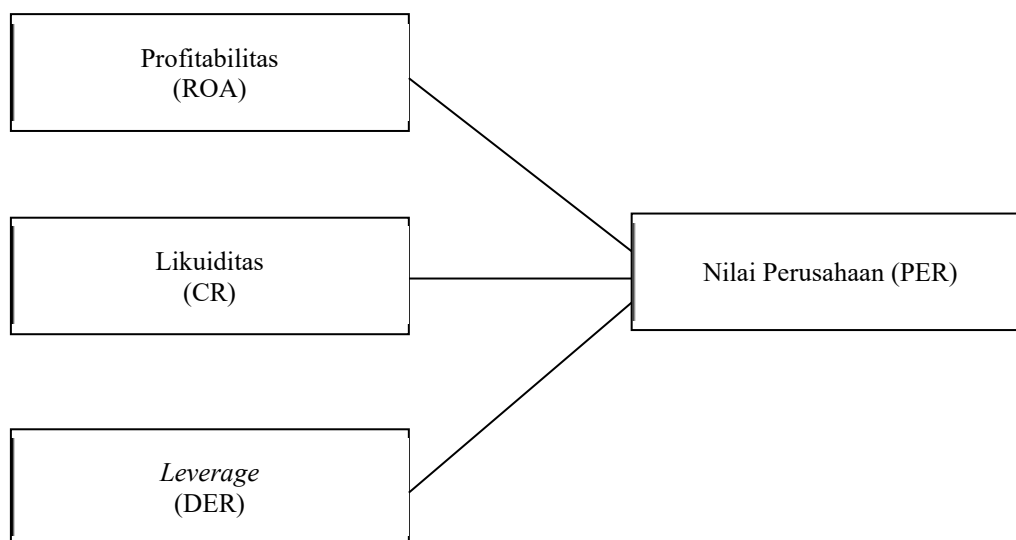 Profitabilitas
(ROA)
Likuiditas
(CR)
Nilai Perusahaan (PER)
Leverage
(DER)